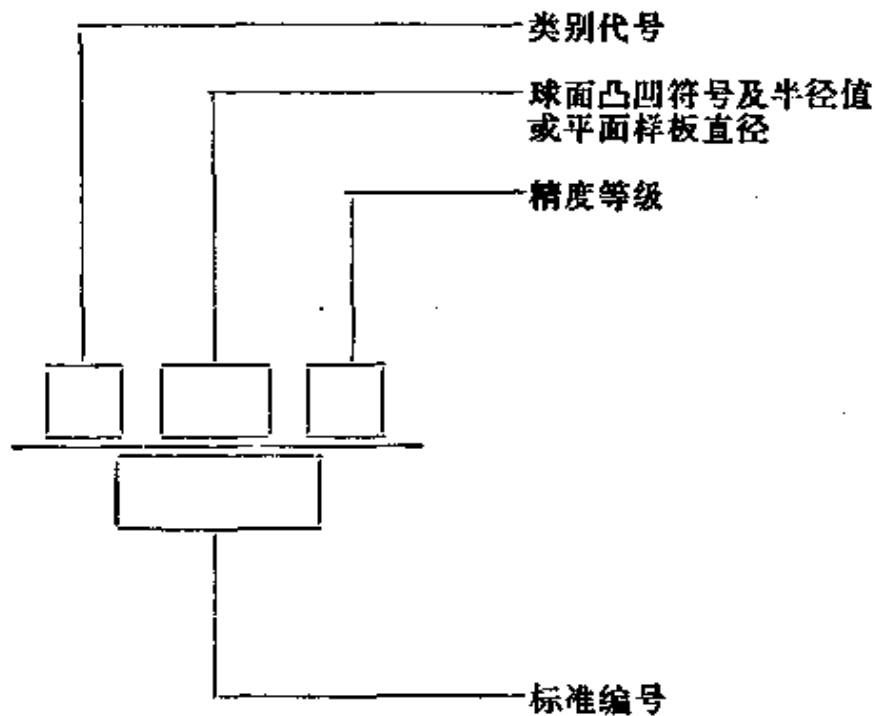 类别代号
球面凸凹符号及半径值
或平面样板直径
精度等级
标准编号